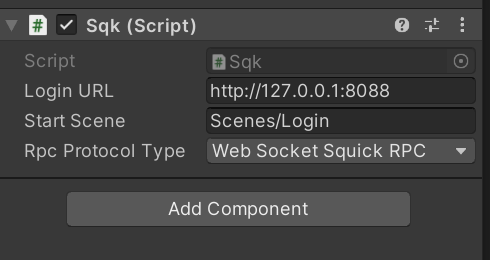 Sqk (Script)
Script Sqk
Login URL http://127.0.0.1:8088
Start Scene Scenes/Login
Rpc Protocol Type Web Socket Squick RPC
Add Component